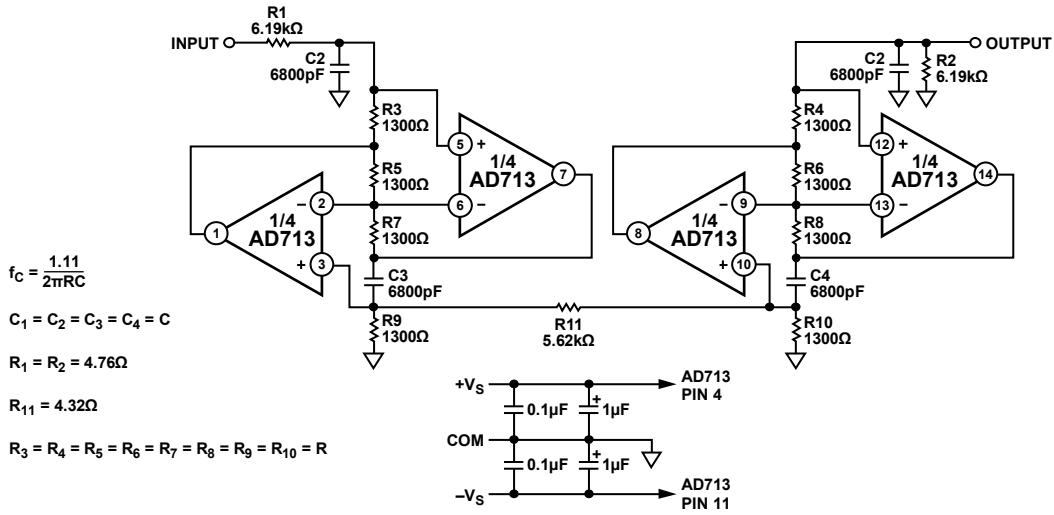 R1
6.19kΩ
INPUT
C2
6800pF
R3
1300Ω
5
+
1/4
AD713
7
R5
1300Ω
2
−
6
−
1
1/4
AD713
R7
1300Ω
+
3
C3
6800pF
R9
1300Ω
R11
5.62kΩ
OUTPUT
C2
6800pF
R2
6.19kΩ
R4
1300Ω
12
+
1/4
AD713
14
R6
1300Ω
−
9
13
−
8
1/4
AD713
R8
1300Ω
+
10
C4
6800pF
R10
1300Ω
fC = 1.11
2πRC
C1 = C2 = C3 = C4 = C
R1 = R2 = 4.76Ω
R11 = 4.32Ω
R3 = R4 = R5 = R6 = R7 = R8 = R9 = R10 = R
+VS
AD713
PIN 4
0.1µF
+
1µF
COM
0.1µF
+
1µF
−VS
AD713
PIN 11